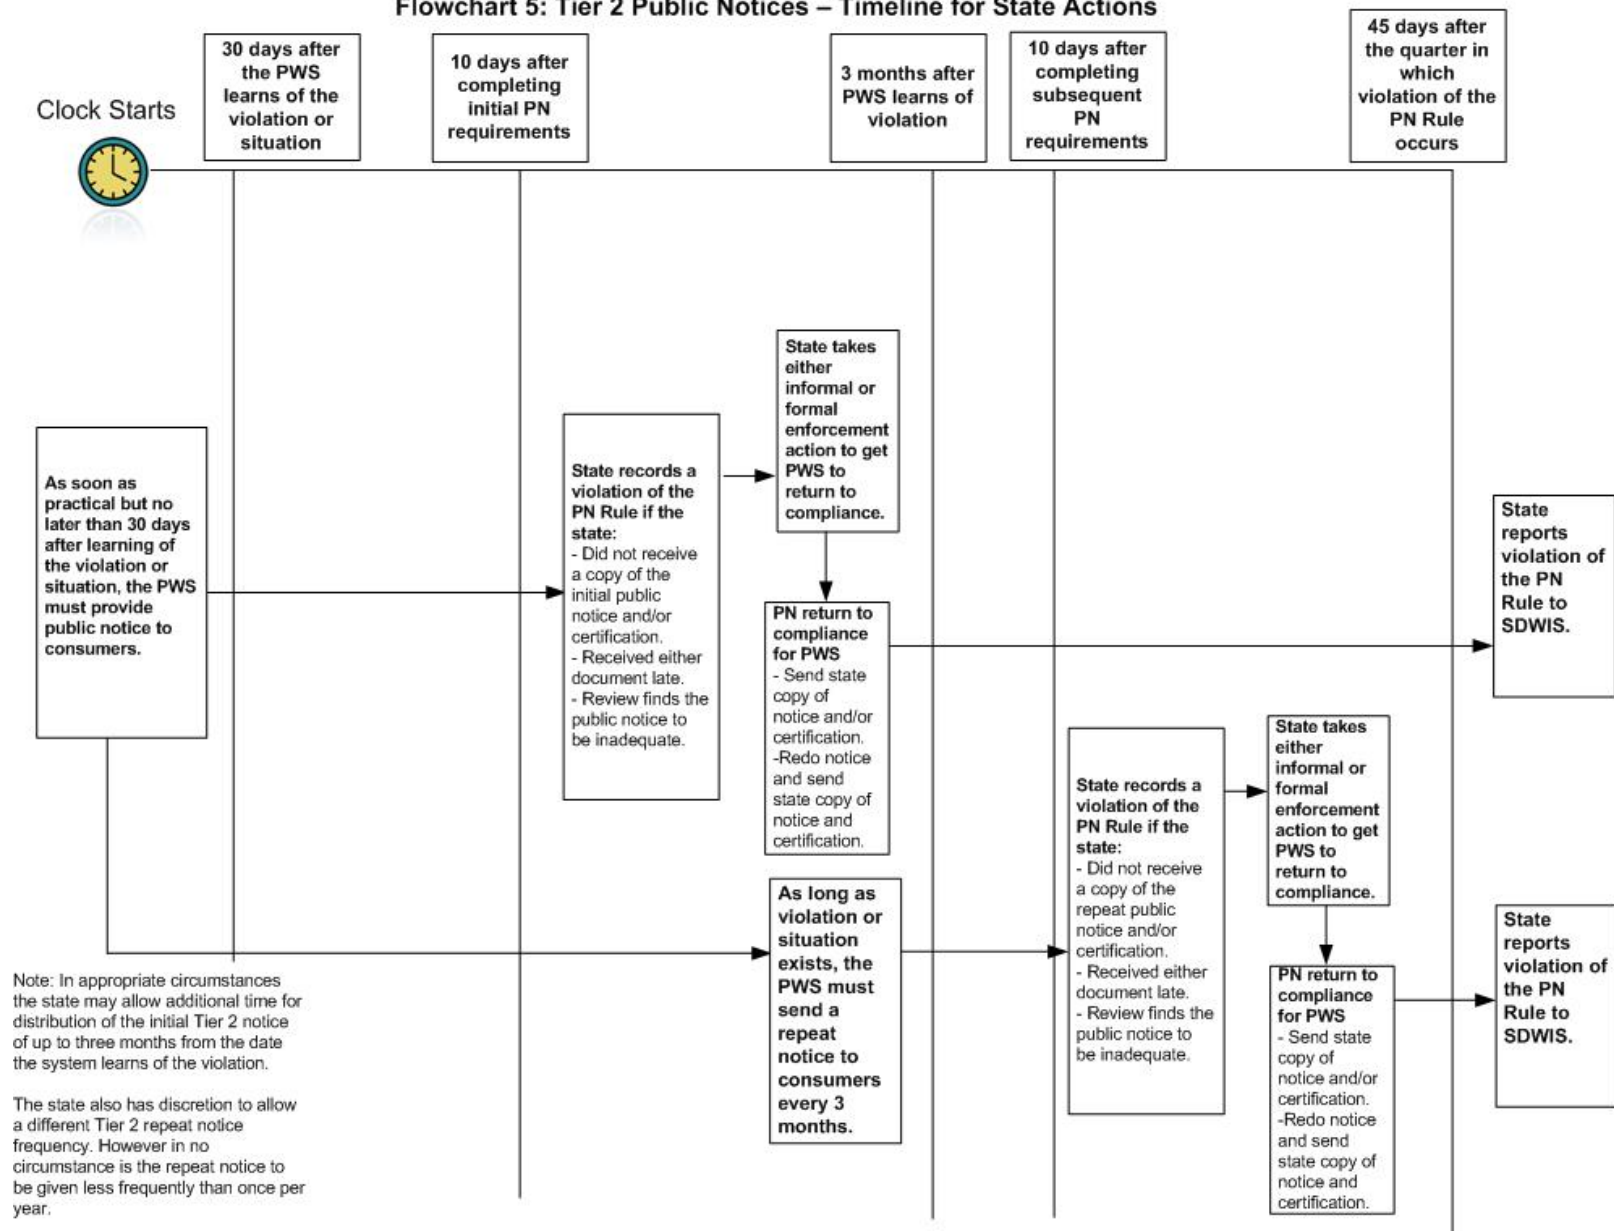 Flowchart 5: Tier 2 Public Notices – Timeline for State Actions
Clock Starts
30 days after
the PWS
learns of the
violation or
situation
10 days after
completing
initial PN
requirements
3 months after
PWS learns of
violation
10 days after
completing
subsequent
PN
requirements
45 days after
the quarter in
which
violation of the
PN Rule
occurs
As soon as
practical but no
later than 30 days
after learning of
the violation or
situation, the PWS
must provide
public notice to
consumers.
State records a
violation of the
PN Rule if the
state:
- Did not receive
a copy of the
initial public
notice and/or
certification.
- Received either
document late.
- Review finds the
public notice to
be inadequate.
State takes
either
informal or
formal
enforcement
action to get
PWS to
return to
compliance.
PN return to
compliance
for PWS
- Send state
copy of
notice and/or
certification.
-Redo notice
and send
state copy of
notice and
certification.
State
reports
violation of
the PN
Rule to
SDWIS.
As long as
violation or
situation
exists, the
PWS must
send a
repeat
notice to
consumers
every 3
months.
State records a
violation of the
PN Rule if the
state:
- Did not receive
a copy of the
repeat public
notice and/or
certification.
- Received either
document late.
- Review finds the
public notice to
be inadequate.
State takes
either
informal or
formal
enforcement
action to get
PWS to
return to
compliance.
PN return to
compliance
for PWS
- Send state
copy of
notice and/or
certification.
-Redo notice
and send
state copy of
notice and
certification.
State
reports
violation of
the PN
Rule to
SDWIS.
Note: In appropriate circumstances
the state may allow additional time for
distribution of the initial Tier 2 notice
of up to three months from the date
the system learns of the violation.
The state also has discretion to allow
a different Tier 2 repeat notice
frequency. However in no
circumstance is the repeat notice to
be given less frequently than once per
year.